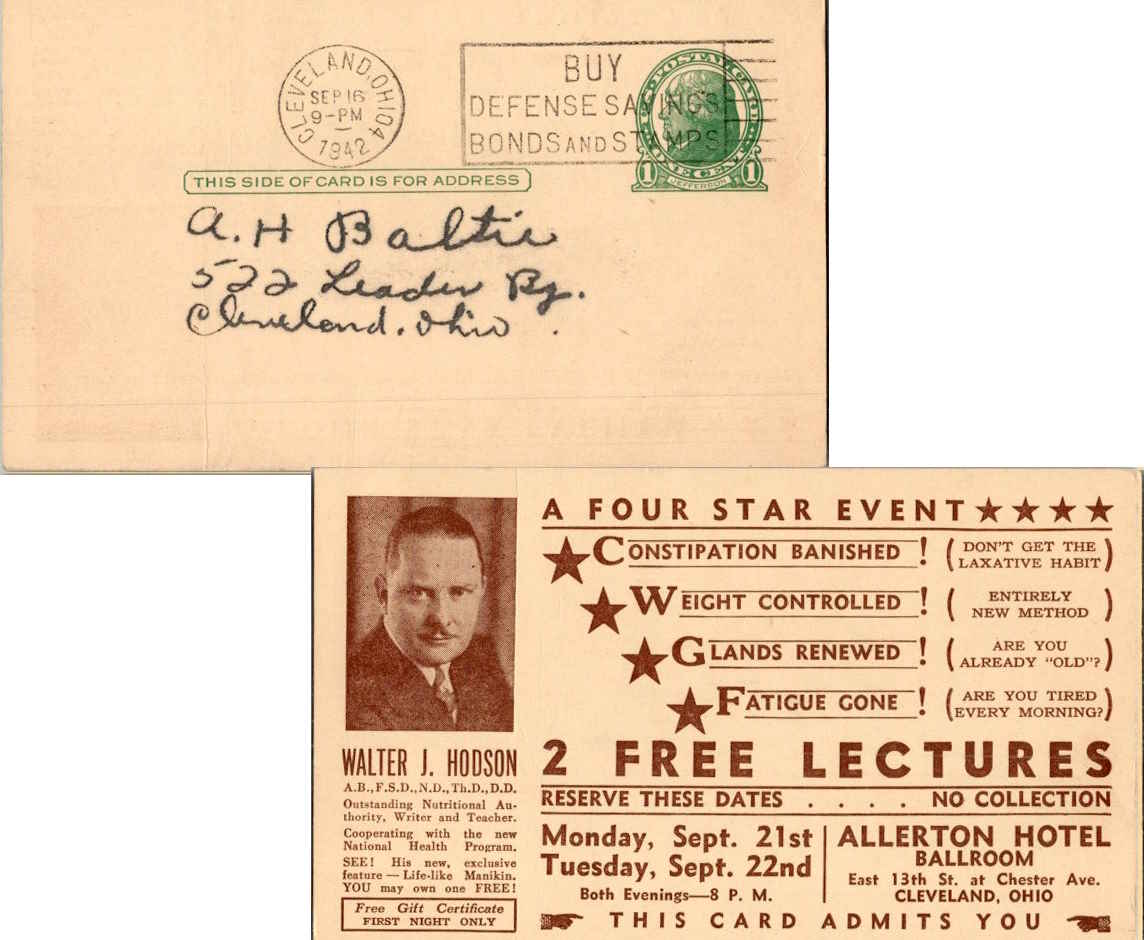 CLEVELAND, OHIO 4
SEP 16
9-PM
1942
BUY
DEFENSE SAVINGS
BONDS AND STAMPS
U.S. POSTAL CARD
ONE CENT
1 JEFFERSON 1
THIS SIDE OF CARD IS FOR ADDRESS
A. H Baltie
522 Leader Bg.
Cleveland. Ohio.
A FOUR STAR EVENT ★★★★
★ CONSTIPATION BANISHED! (DON'T GET THE
LAXATIVE HABIT)
★ WEIGHT CONTROLLED! (ENTIRELY
NEW METHOD)
★ GLANDS RENEWED! (ARE YOU
ALREADY "OLD"?)
★ FATIGUE GONE! (ARE YOU TIRED
EVERY MORNING?)
2 FREE LECTURES
RESERVE THESE DATES . . . . NO COLLECTION
Monday, Sept. 21st
Tuesday, Sept. 22nd
Both Evenings—8 P. M.
ALLERTON HOTEL
BALLROOM
East 13th St. at Chester Ave.
CLEVELAND, OHIO
THIS CARD ADMITS YOU
WALTER J. HODSON
A.B., F.S.D., N.D., Th.D., D.D.
Outstanding Nutritional Au-
thority, Writer and Teacher.
Cooperating with the new
National Health Program.
SEE! His new, exclusive
feature — Life-like Manikin.
YOU may own one FREE!
Free Gift Certificate
FIRST NIGHT ONLY